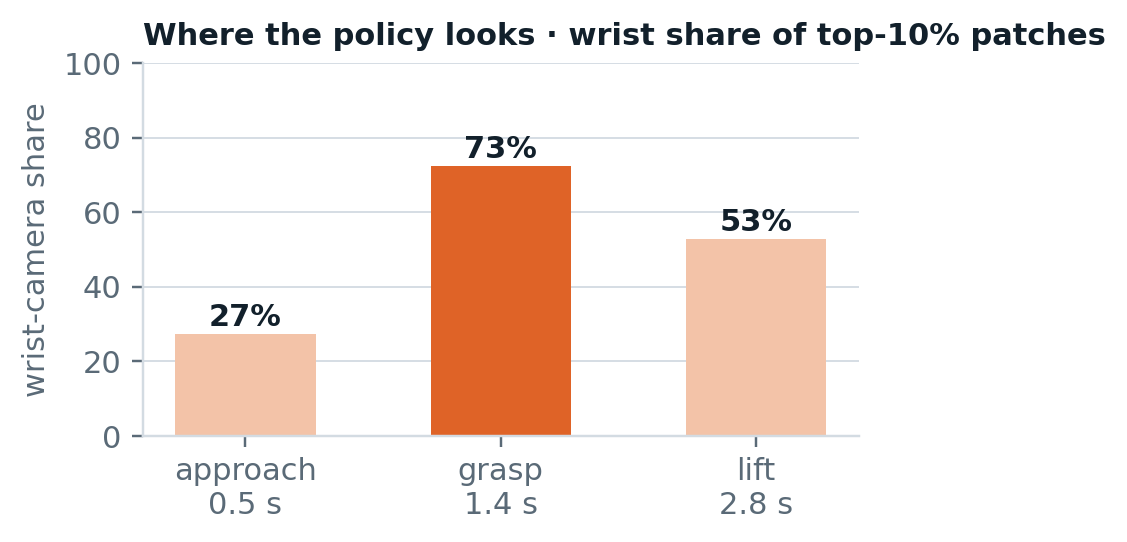 Where the policy looks · wrist share of top-10% patches
wrist-camera share
100
80
60
40
20
0
27%
73%
53%
approach
0.5 s
grasp
1.4 s
lift
2.8 s